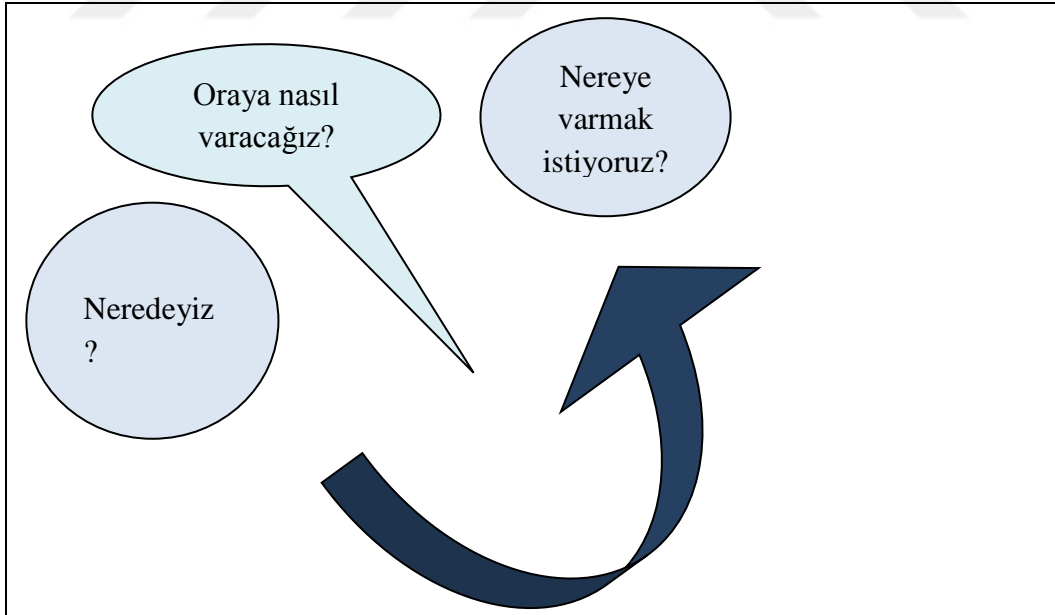 Oraya nasıl
varacağız?
Nereye
varmak
istiyoruz?
Neredeyiz
?